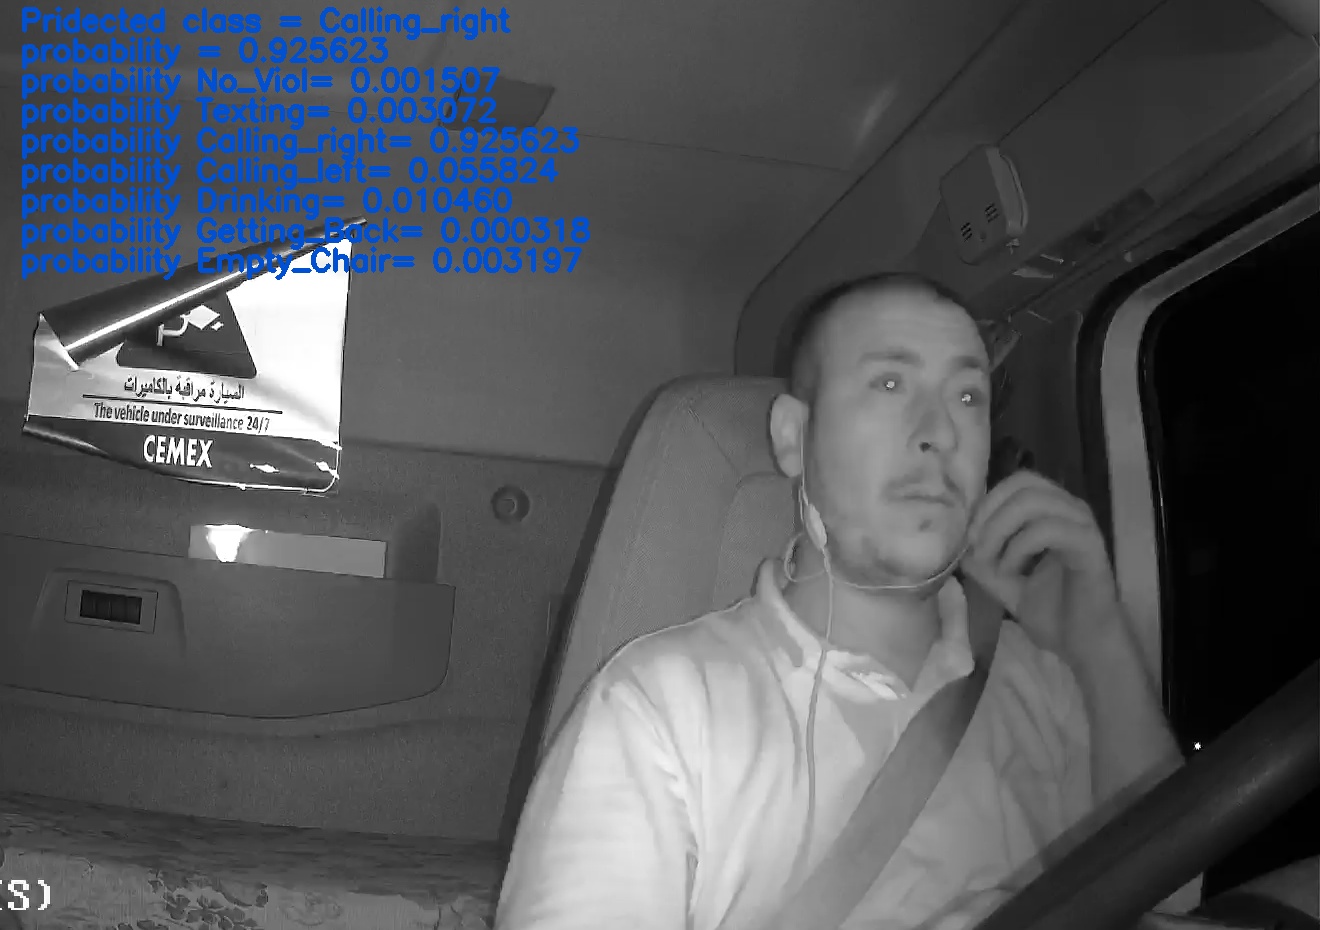 Pridected class = Calling_right
probability = 0.925623
probability No_Viol= 0.001507
probability Texting= 0.003072
probability Calling_right= 0.925623
probability Calling_left= 0.055824
probability Drinking= 0.010460
probability Getting_Back= 0.000318
probability Empty_Chair= 0.003197
السيارة مراقبة بالكاميرات
The vehicle under surveillance 24/7
CEMEX
S)